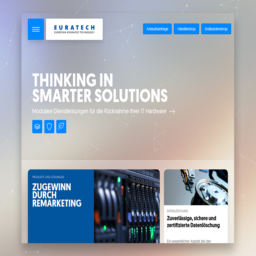 EURATECH
THINKING IN
SMARTER SOLUTIONS
Modulare Dienstleistungen für die Rücknahme Ihrer IT Hardware
ZUGEWINN
DURCH
REMARKETING
Zuverlässige, sichere und
zertifizierte Datenlöschung